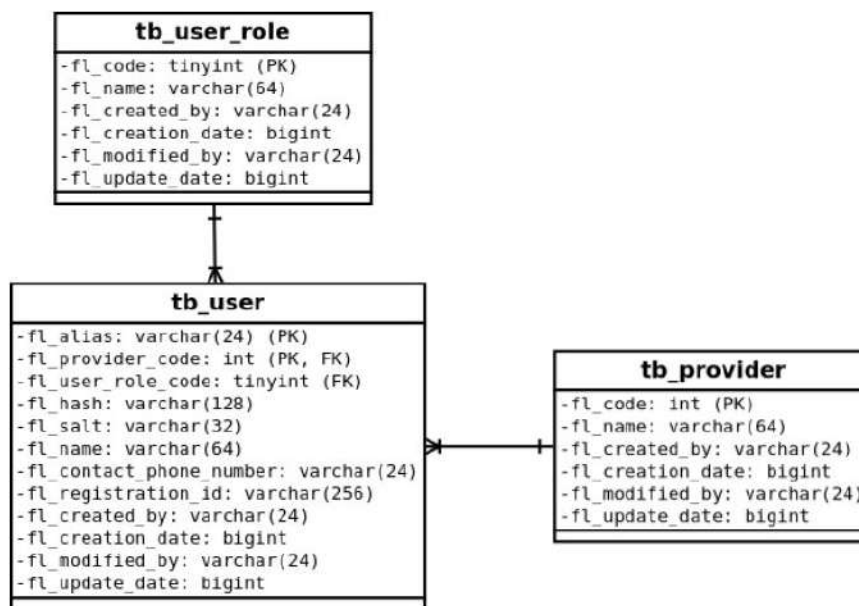 tb_user_role
-fl_code: tinyint (PK)
-fl_name: varchar(64)
-fl_created_by: varchar(24)
-fl_creation_date: bigint
-fl_modified_by: varchar(24)
-fl_update_date: bigint
tb_user
-fl_alias: varchar(24) (PK)
-fl_provider_code: int (PK, FK)
-fl_user_role_code: tinyint (FK)
-fl_hash: varchar(128)
-fl_salt: varchar(32)
-fl_name: varchar(64)
-fl_contact_phone_number: varchar(24)
-fl_registration_id: varchar(256)
-fl_created_by: varchar(24)
-fl_creation_date: bigint
-fl_modified_by: varchar(24)
-fl_update_date: bigint
tb_provider
-fl_code: int (PK)
-fl_name: varchar(64)
-fl_created_by: varchar(24)
-fl_creation_date: bigint
-fl_modified_by: varchar(24)
-fl_update_date: bigint